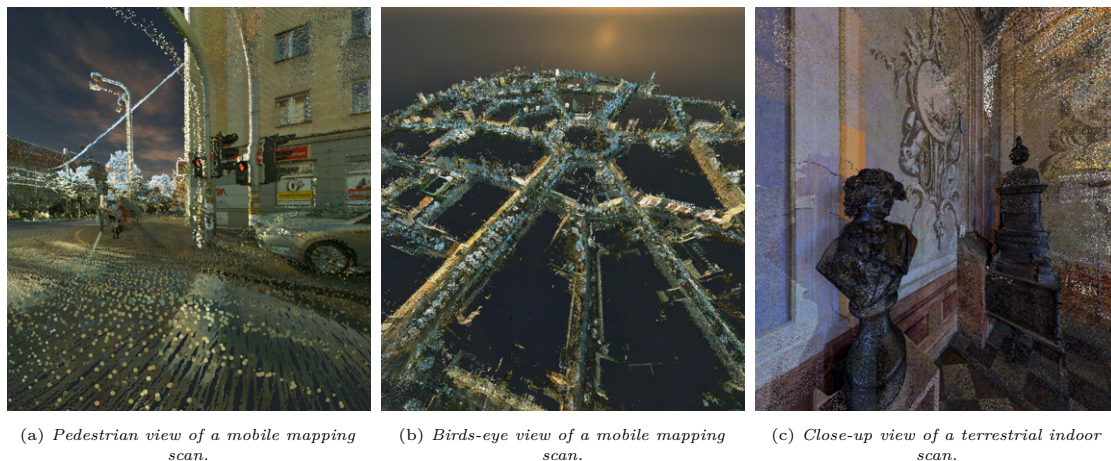 (a) Pedestrian view of a mobile mapping
scan.
(b) Birds-eye view of a mobile mapping
scan.
(c) Close-up view of a terrestrial indoor
scan.